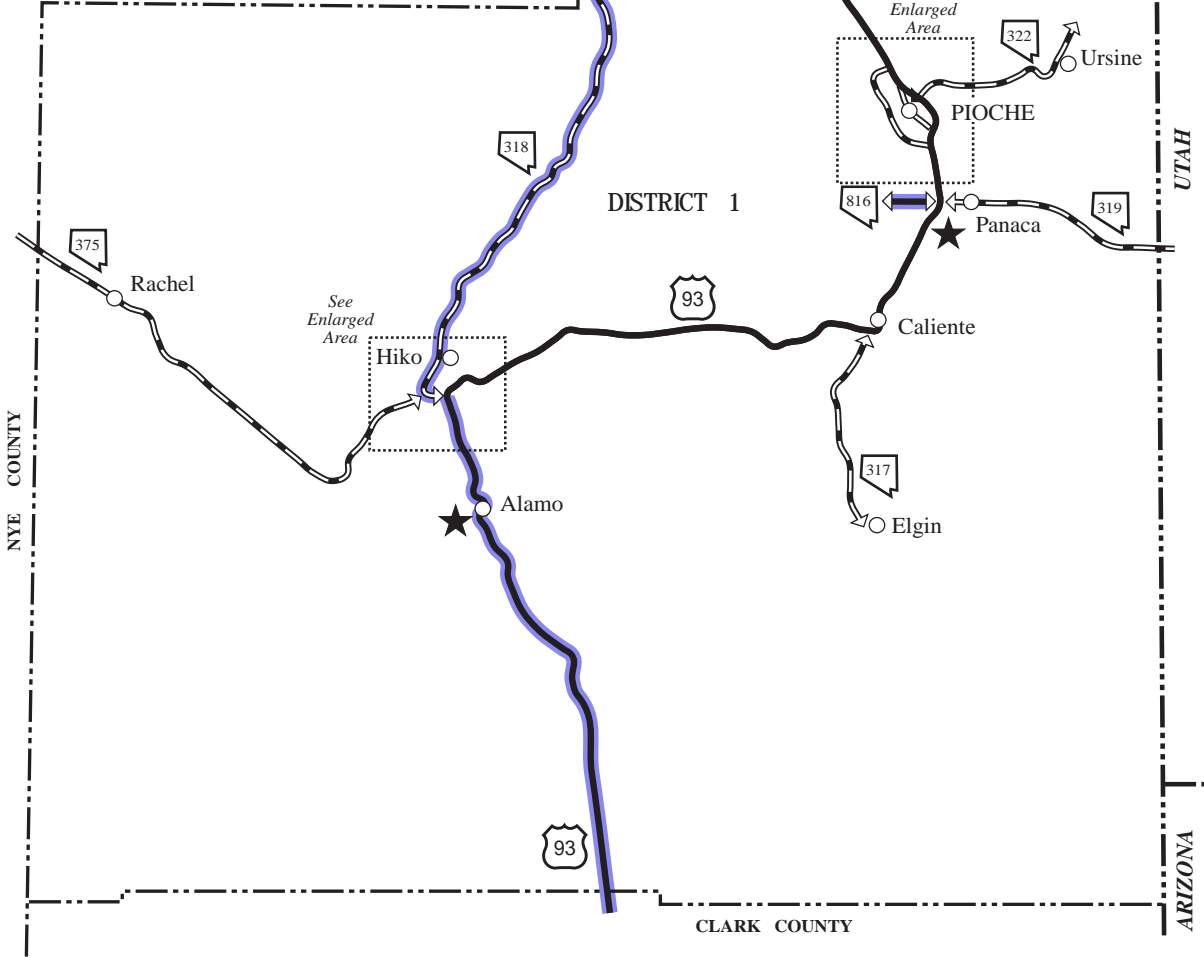 Enlarged
Area
322
Ursine
PIOCHE
318
UTAH
DISTRICT 1
816
319
Panaca
375
Rachel
93
See
Enlarged
Area
Caliente
Hiko
NYE COUNTY
317
Alamo
Elgin
93
ARIZONA
CLARK COUNTY